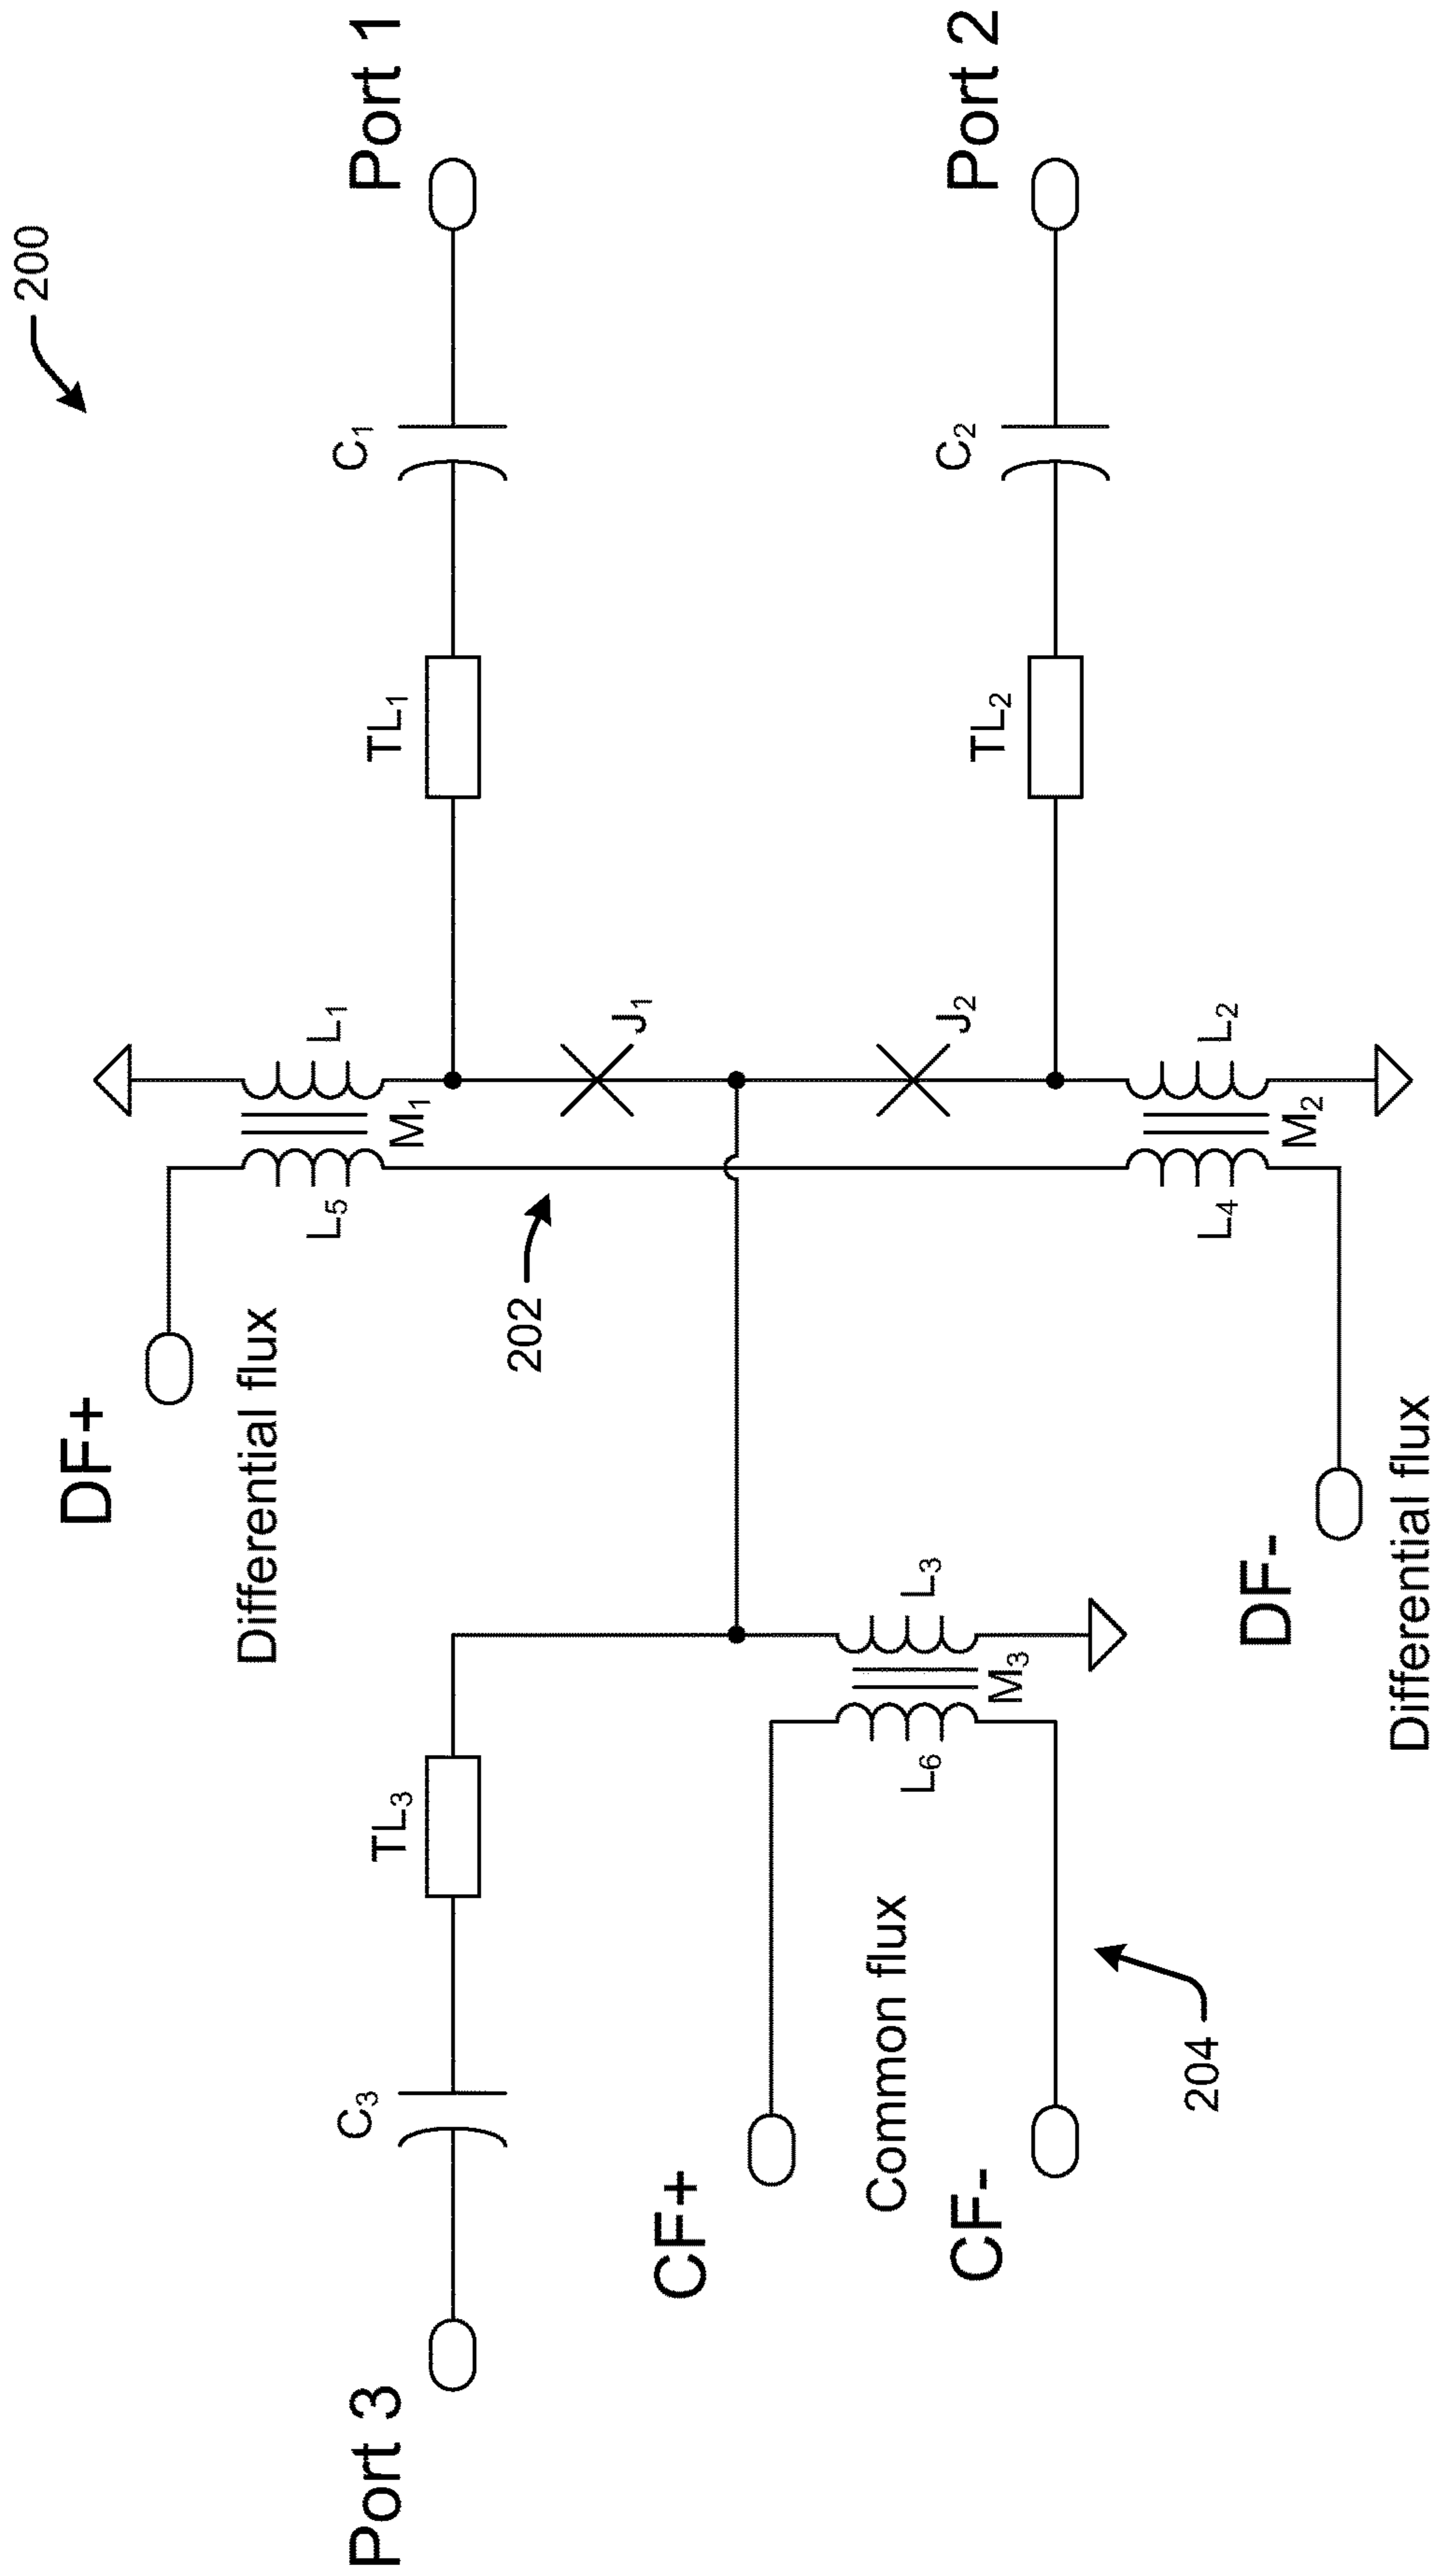 200
Port 1
C₁
TL₁
Port 2
C₂
TL₂
L₁
M₁
L₅
J₁
J₂
L₂
M₂
L₄
202
DF+
Differential flux
DF-
Differential flux
L₃
M₃
L₆
TL₃
C₃
Port 3
CF+
Common flux
CF-
204